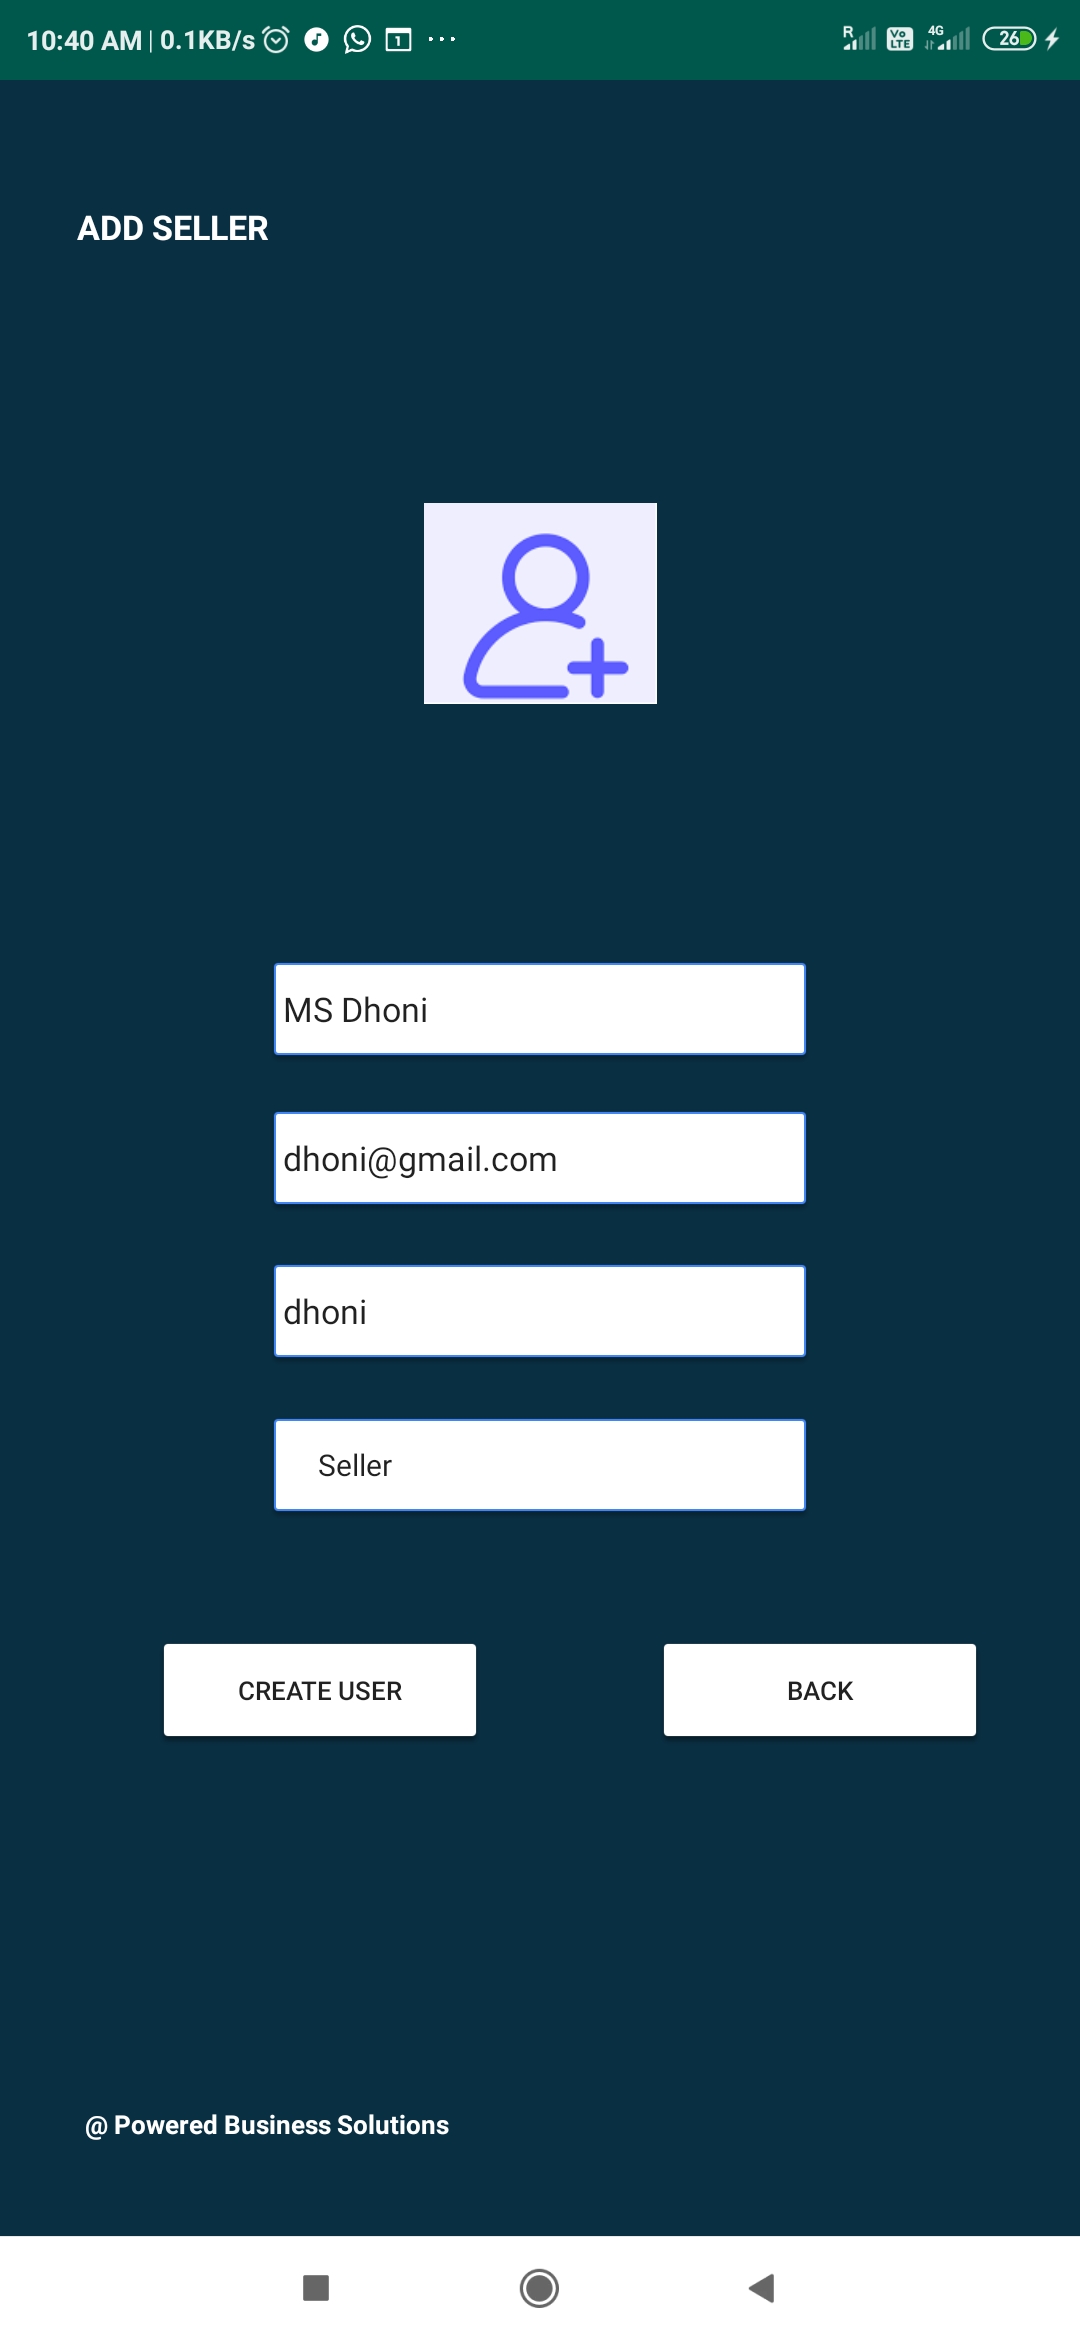 10:40 AM | 0.1KB/s 1 ... R Vo LTE 4G 26
ADD SELLER
MS Dhoni
dhoni@gmail.com
dhoni
Seller
CREATE USER BACK
@ Powered Business Solutions